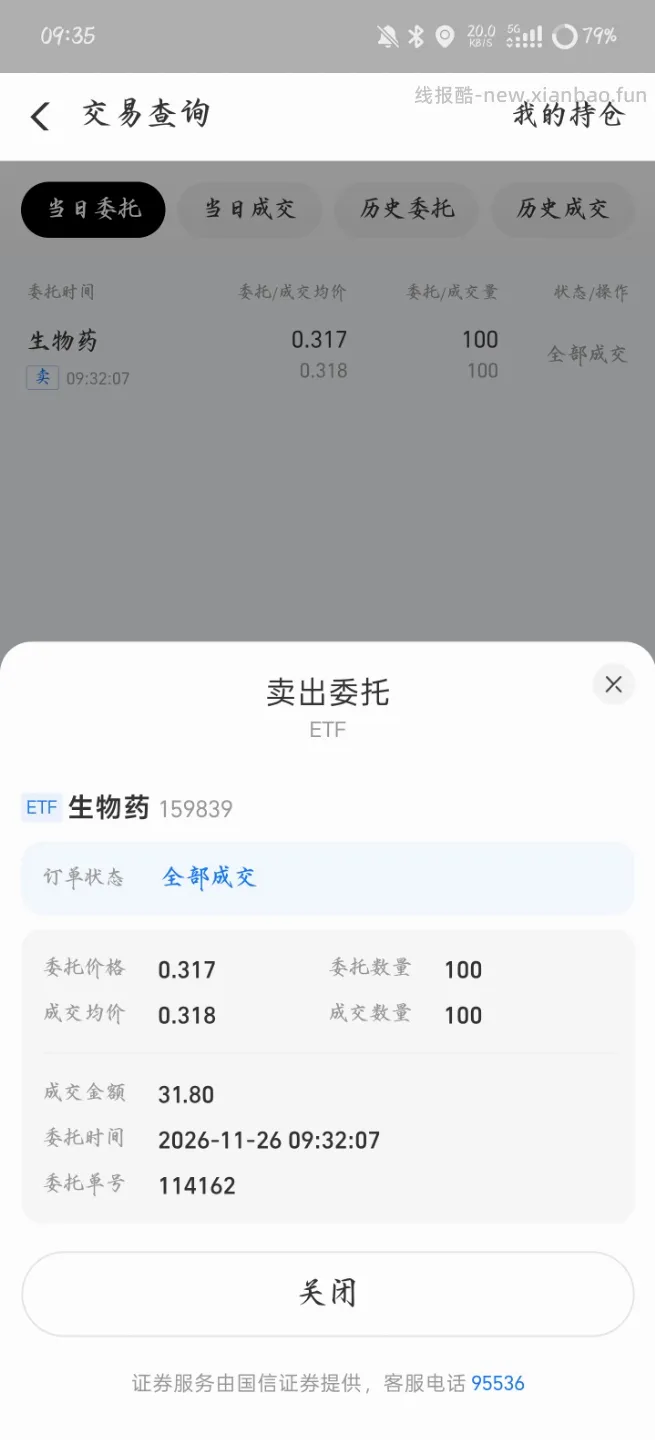 09:35 20.0 KB/S 5G 79%
线报酷-new.xianbao.fun
交易查询 我的持仓
当日委托 当日成交 历史委托 历史成交
委托时间 委托/成交均价 委托/成交量 状态/操作
生物药 0.317 100 全部成交
卖 09:32:07 0.318 100
卖出委托
ETF
ETF 生物药 159839
订单状态 全部成交
委托价格 0.317 委托数量 100
成交均价 0.318 成交数量 100
成交金额 31.80
委托时间 2026-11-26 09:32:07
委托单号 114162
关闭
证券服务由国信证券提供，客服电话 95536